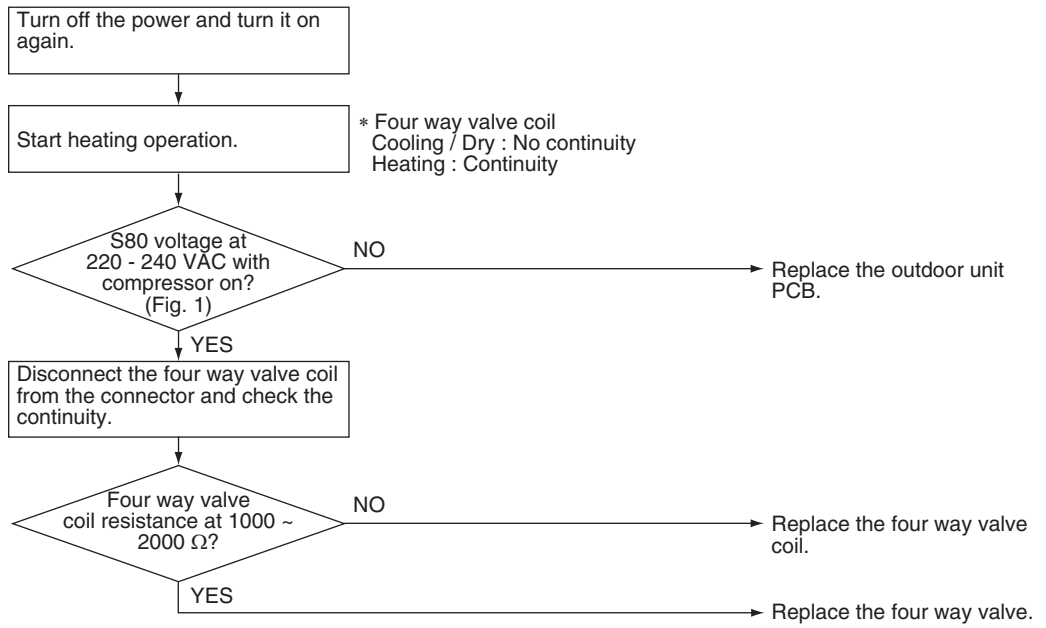 Turn off the power and turn it on
again.
Start heating operation.
* Four way valve coil
Cooling / Dry : No continuity
Heating : Continuity
S80 voltage at
220 - 240 VAC with
compressor on?
(Fig. 1)
NO
Replace the outdoor unit
PCB.
YES
Disconnect the four way valve coil
from the connector and check the
continuity.
Four way valve
coil resistance at 1000 ~
2000 Ω?
NO
Replace the four way valve
coil.
YES
Replace the four way valve.